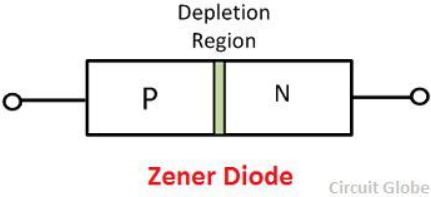 Depletion
Region
P
N
Zener Diode
Circuit Globe